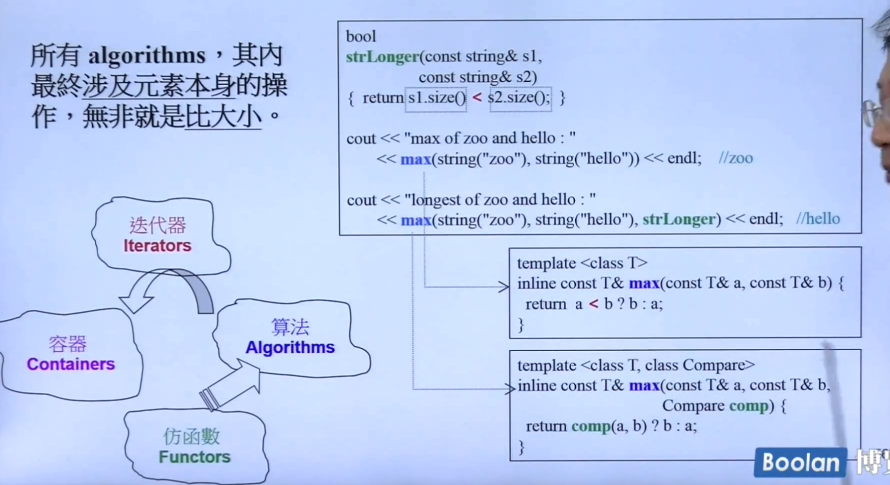 所有 algorithms，其內
最終涉及元素本身的操
作，無非就是比大小。
bool
strLonger(const string& s1,
const string& s2)
{ return s1.size() < s2.size(); }
cout << "max of zoo and hello : "
<< max(string("zoo"), string("hello")) << endl; //zoo
cout << "longest of zoo and hello : "
<< max(string("zoo"), string("hello"), strLonger) << endl; //hello
迭代器
Iterators
容器
Containers
算法
Algorithms
仿函數
Functors
template <class T>
inline const T& max(const T& a, const T& b) {
return a < b ? b : a;
}
template <class T, class Compare>
inline const T& max(const T& a, const T& b,
Compare comp) {
return comp(a, b) ? b : a;
}
Boolan 博